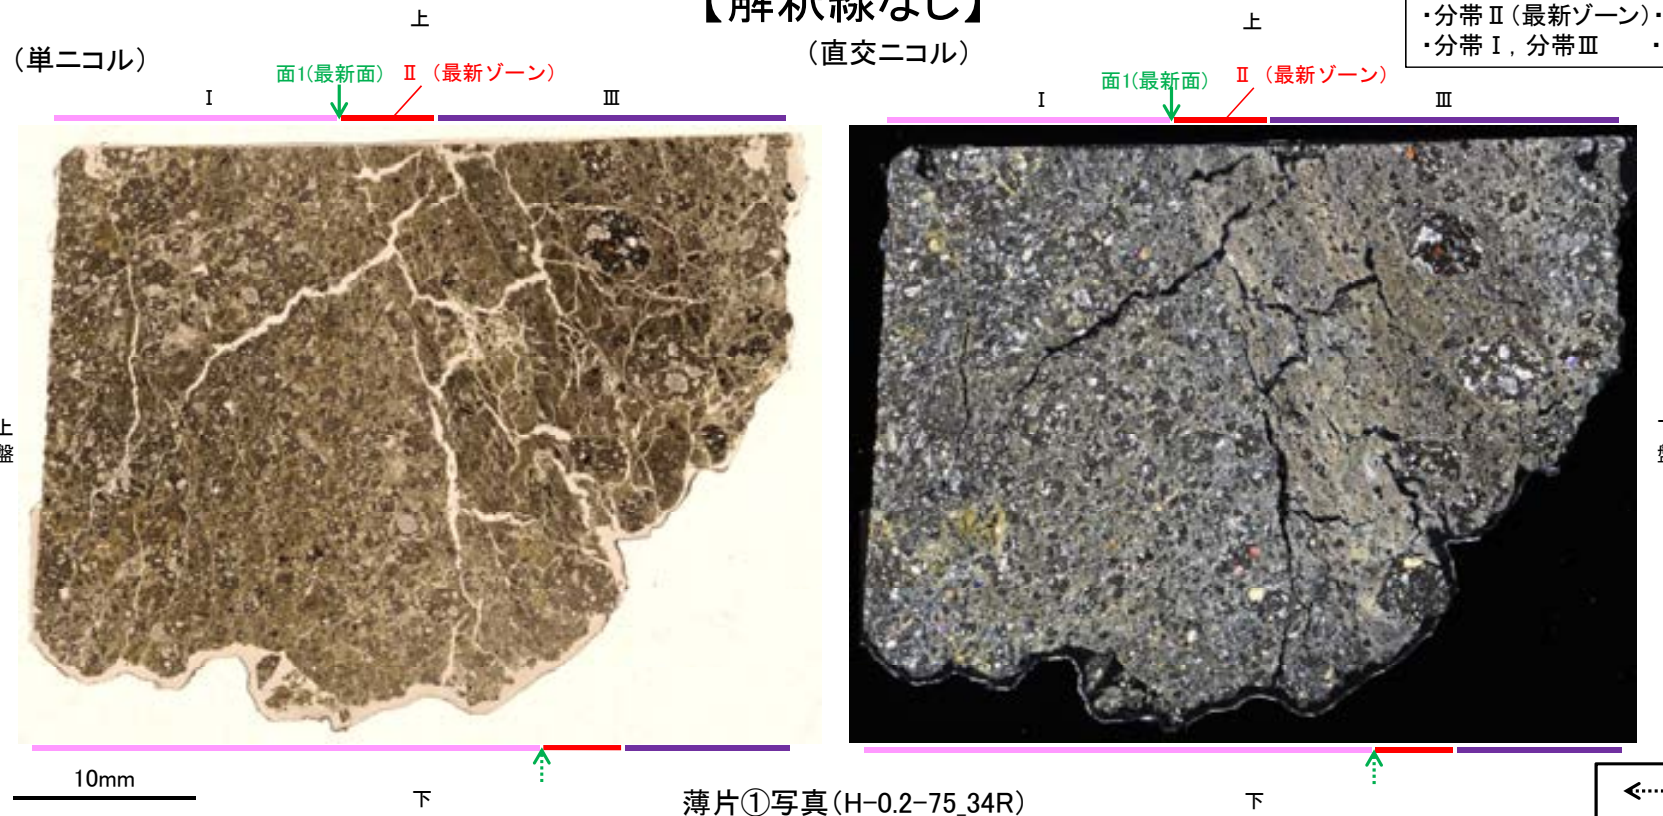 【解釈線なし】
・分帯Ⅱ(最新ゾーン)・
・分帯Ⅰ, 分帯Ⅲ ・
上
上
(単ニコル)
(直交ニコル)
面1(最新面) Ⅱ (最新ゾーン)
面1(最新面) Ⅱ (最新ゾーン)
Ⅰ
Ⅲ
Ⅰ
Ⅲ
上
盤
10mm
下
薄片①写真(H-0.2-75_34R)
下